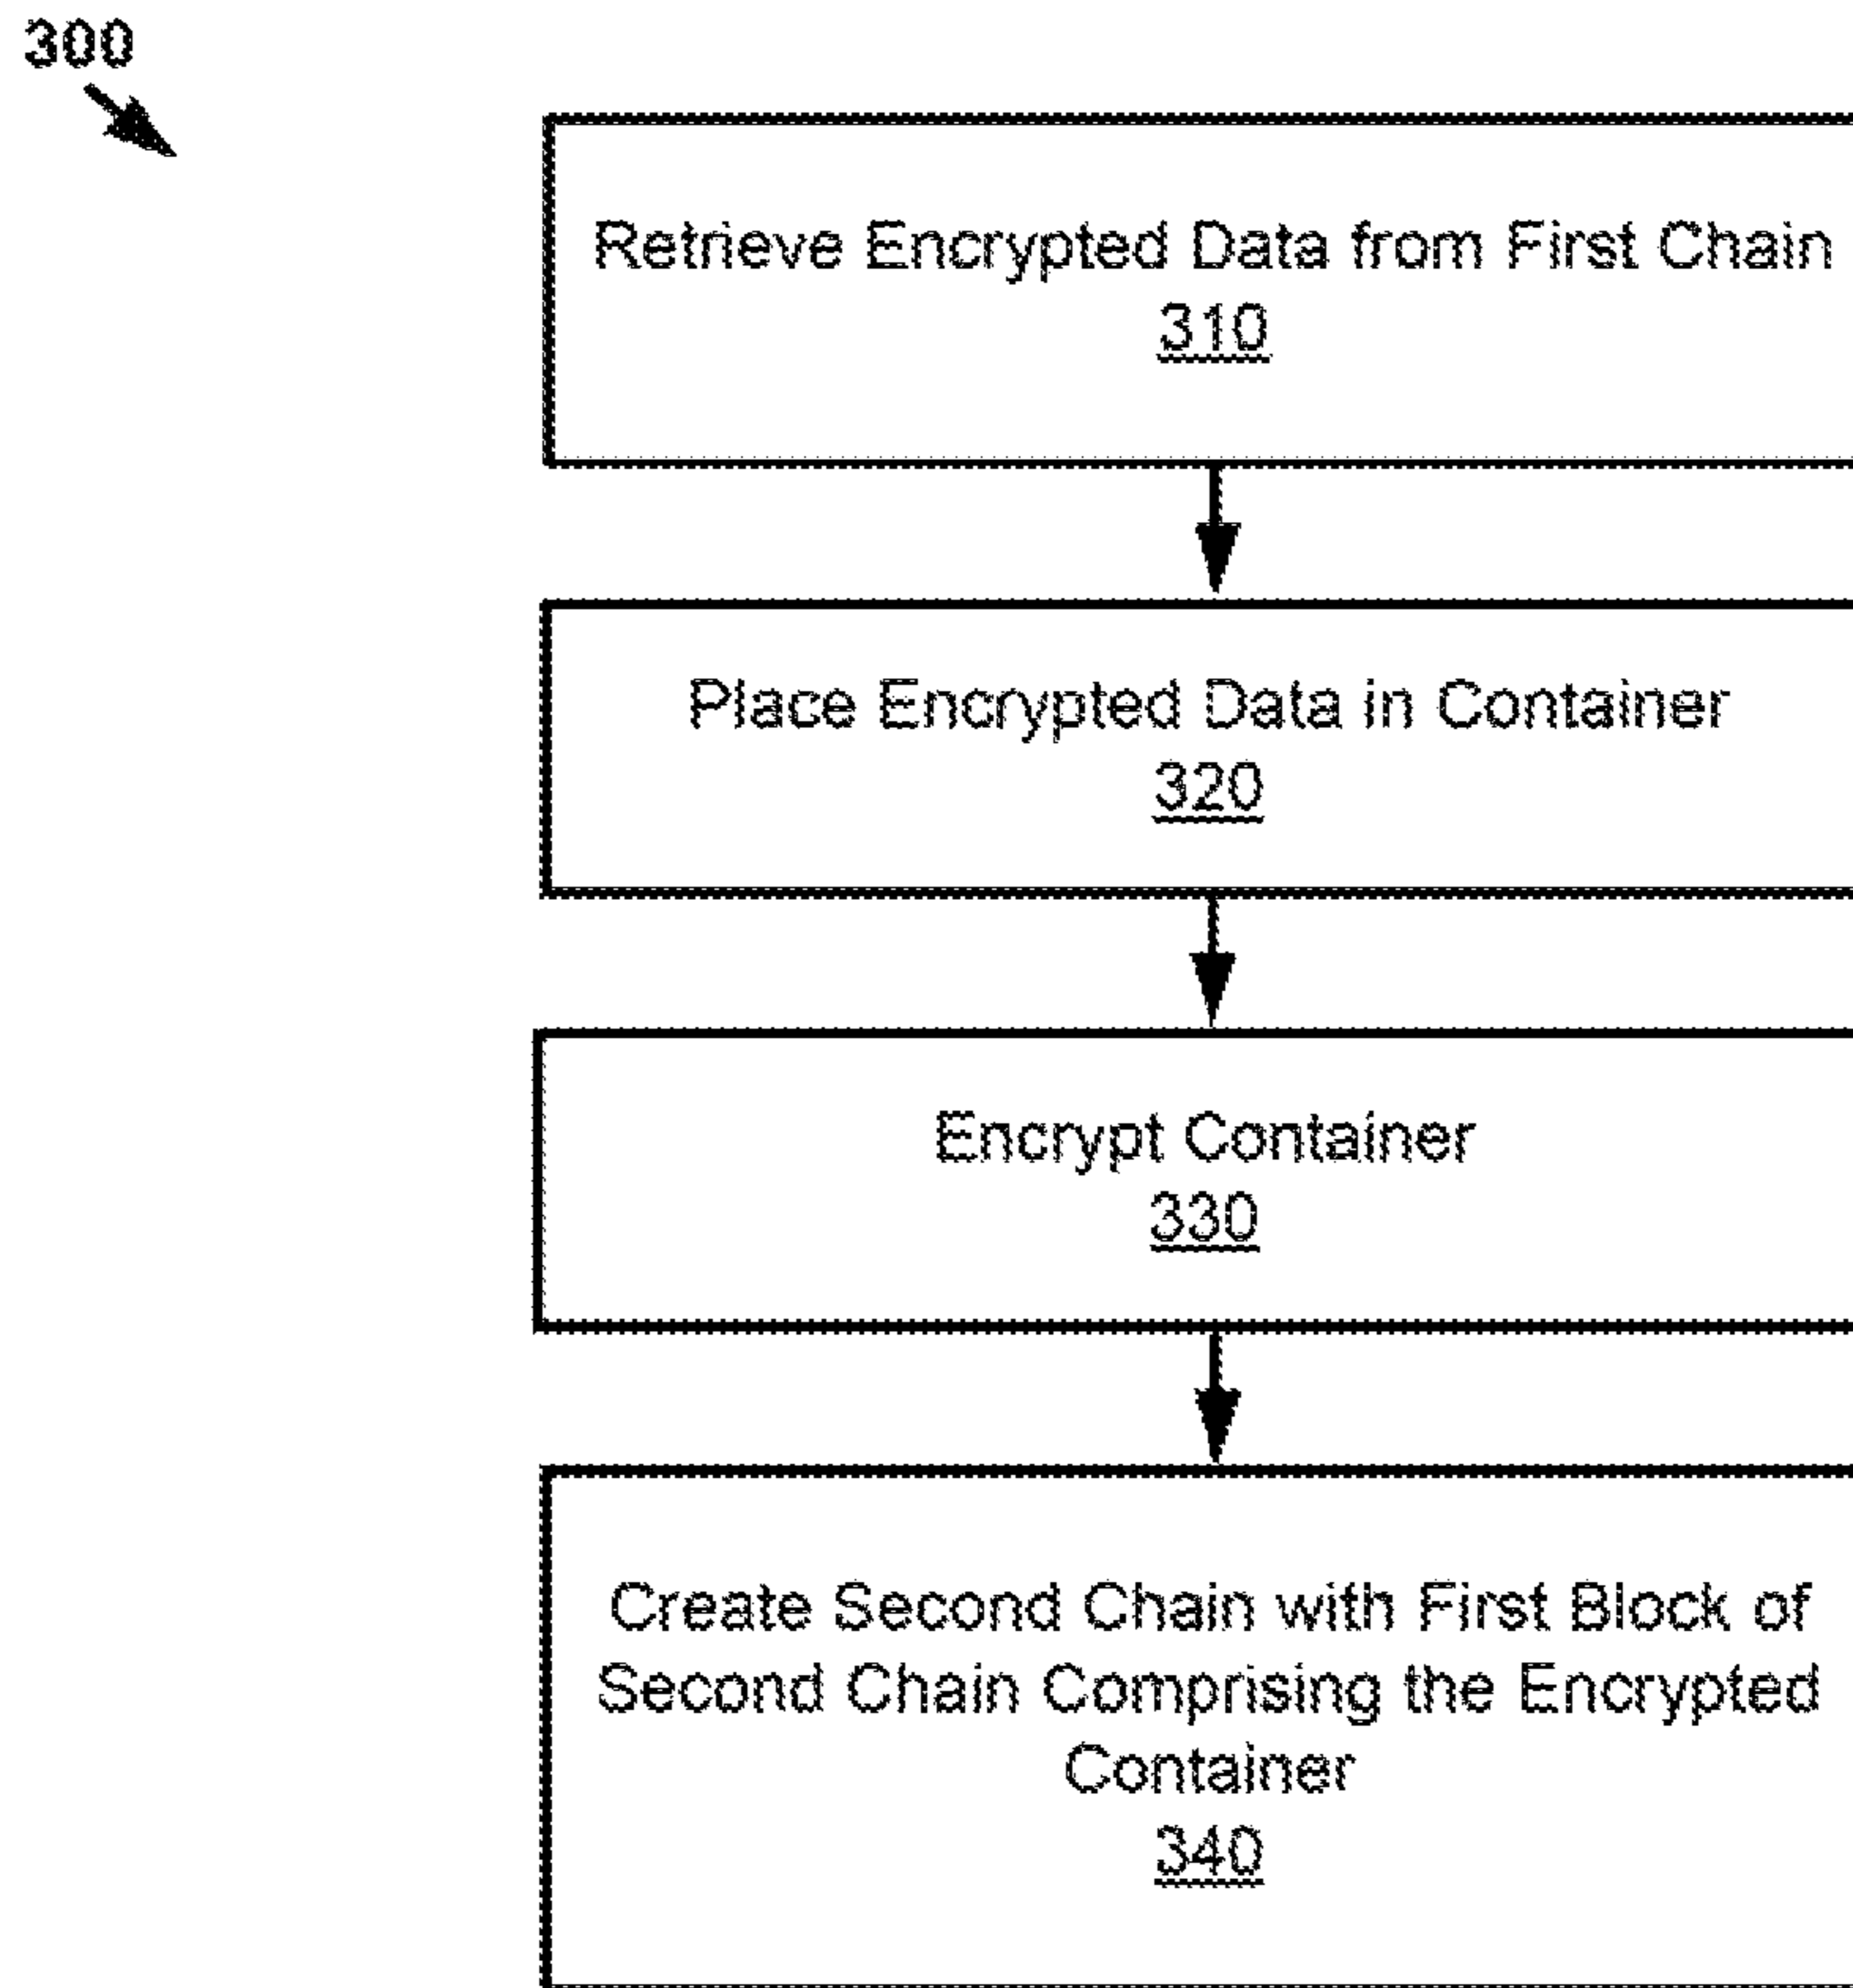 300
Retrieve Encrypted Data from First Chain
310
Place Encrypted Data in Container
320
Encrypt Container
330
Create Second Chain with First Block of
Second Chain Comprising the Encrypted
Container
340